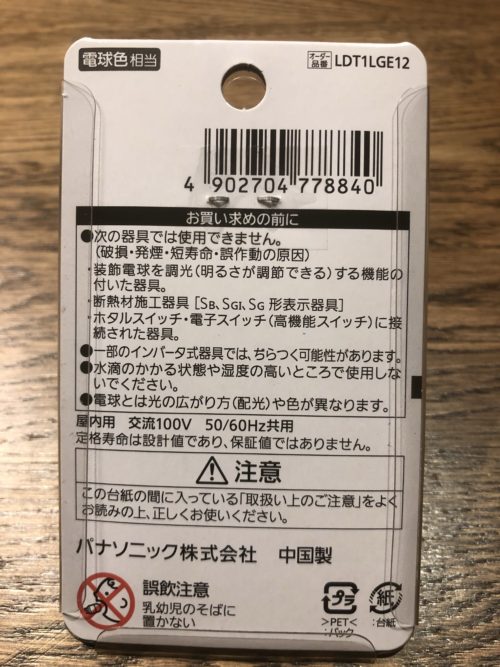 電球色相当
オーダー品番 LDT1LGE12
4 902704 778840
お買い求めの前に
●次の器具では使用できません。
(破損・発煙・短寿命・誤作動の原因)
・装飾電球を調光(明るさが調節できる)する機能の
付いた器具。
・断熱材施工器具[SB、SGI、SG 形表示器具]
・ホタルスイッチ・電子スイッチ(高機能スイッチ)に接
続された器具。
●一部のインバータ式器具では、ちらつく可能性があります。
●水滴のかかる状態や湿度の高いところで使用しな
いでください。
●電球とは光の広がり方(配光)や色が異なります。
屋内用 交流100V 50/60Hz共用
定格寿命は設計値であり、保証値ではありません。
注意
この台紙の間に入っている「取扱い上のご注意」をよく
お読みの上、正しくお使いください。
パナソニック株式会社 中国製
誤飲注意
乳幼児のそばに
置かない
プラ
>PET<
:パック
紙
:台紙